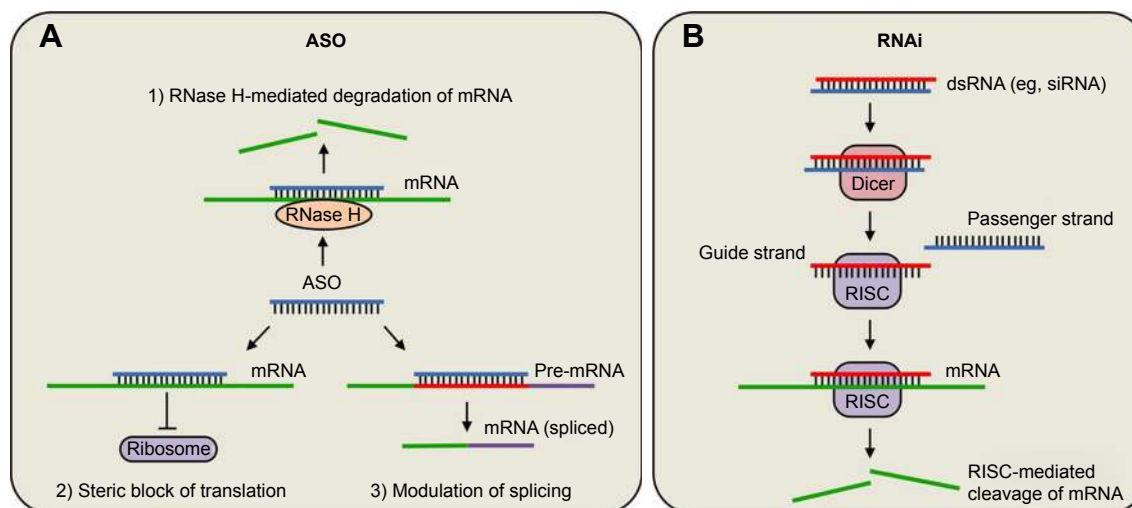 A
ASO
1) RNase H-mediated degradation of mRNA
mRNA
RNase H
ASO
mRNA
Ribosome
2) Steric block of translation
Pre-mRNA
mRNA (spliced)
3) Modulation of splicing
B
RNAi
dsRNA (eg, siRNA)
Dicer
Passenger strand
Guide strand
RISC
mRNA
RISC
RISC-mediated
cleavage of mRNA